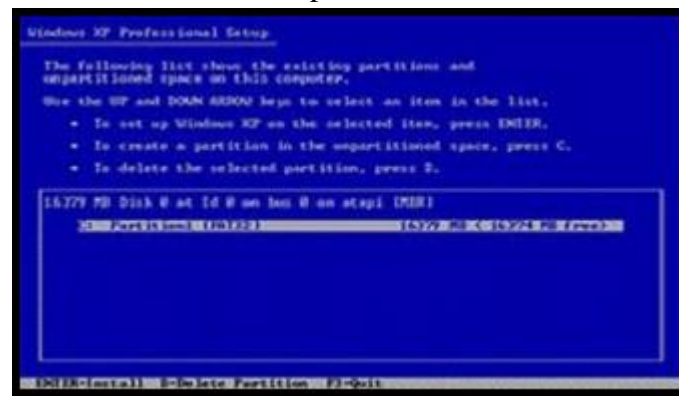 Windows XP Professional Setup
The following list shows the existing partitions and
unpartitioned space on this computer.
Use the UP and DOWN ARROW keys to select an item in the list.
• To set up Windows XP on the selected item, press ENTER.
• To create a partition in the unpartitioned space, press C.
• To delete the selected partition, press D.
16379 MB Disk 0 at Id 0 on bus 0 on atapi [MBR]
C: Partition1 [FAT32] 16379 MB ( 16374 MB free)
ENTER=Install D=Delete Partition F3=Quit